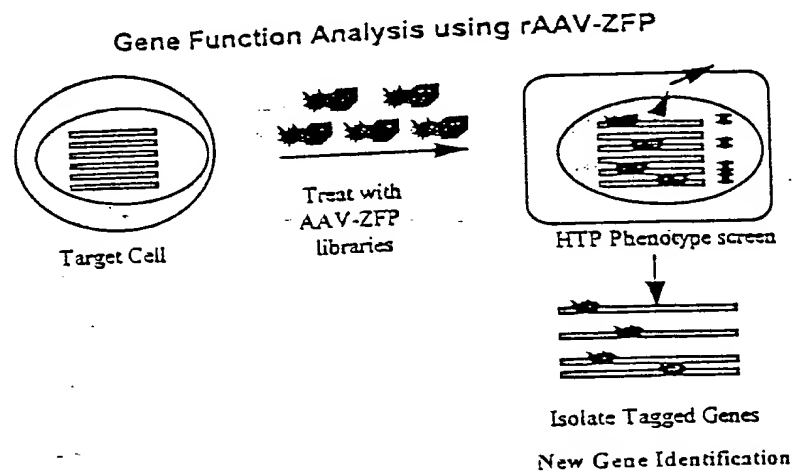 Gene Function Analysis using rAAV-ZFP
Target Cell
Treat with
AAV-ZFP
libraries
HTP Phenotype screen
Isolate Tagged Genes
New Gene Identification